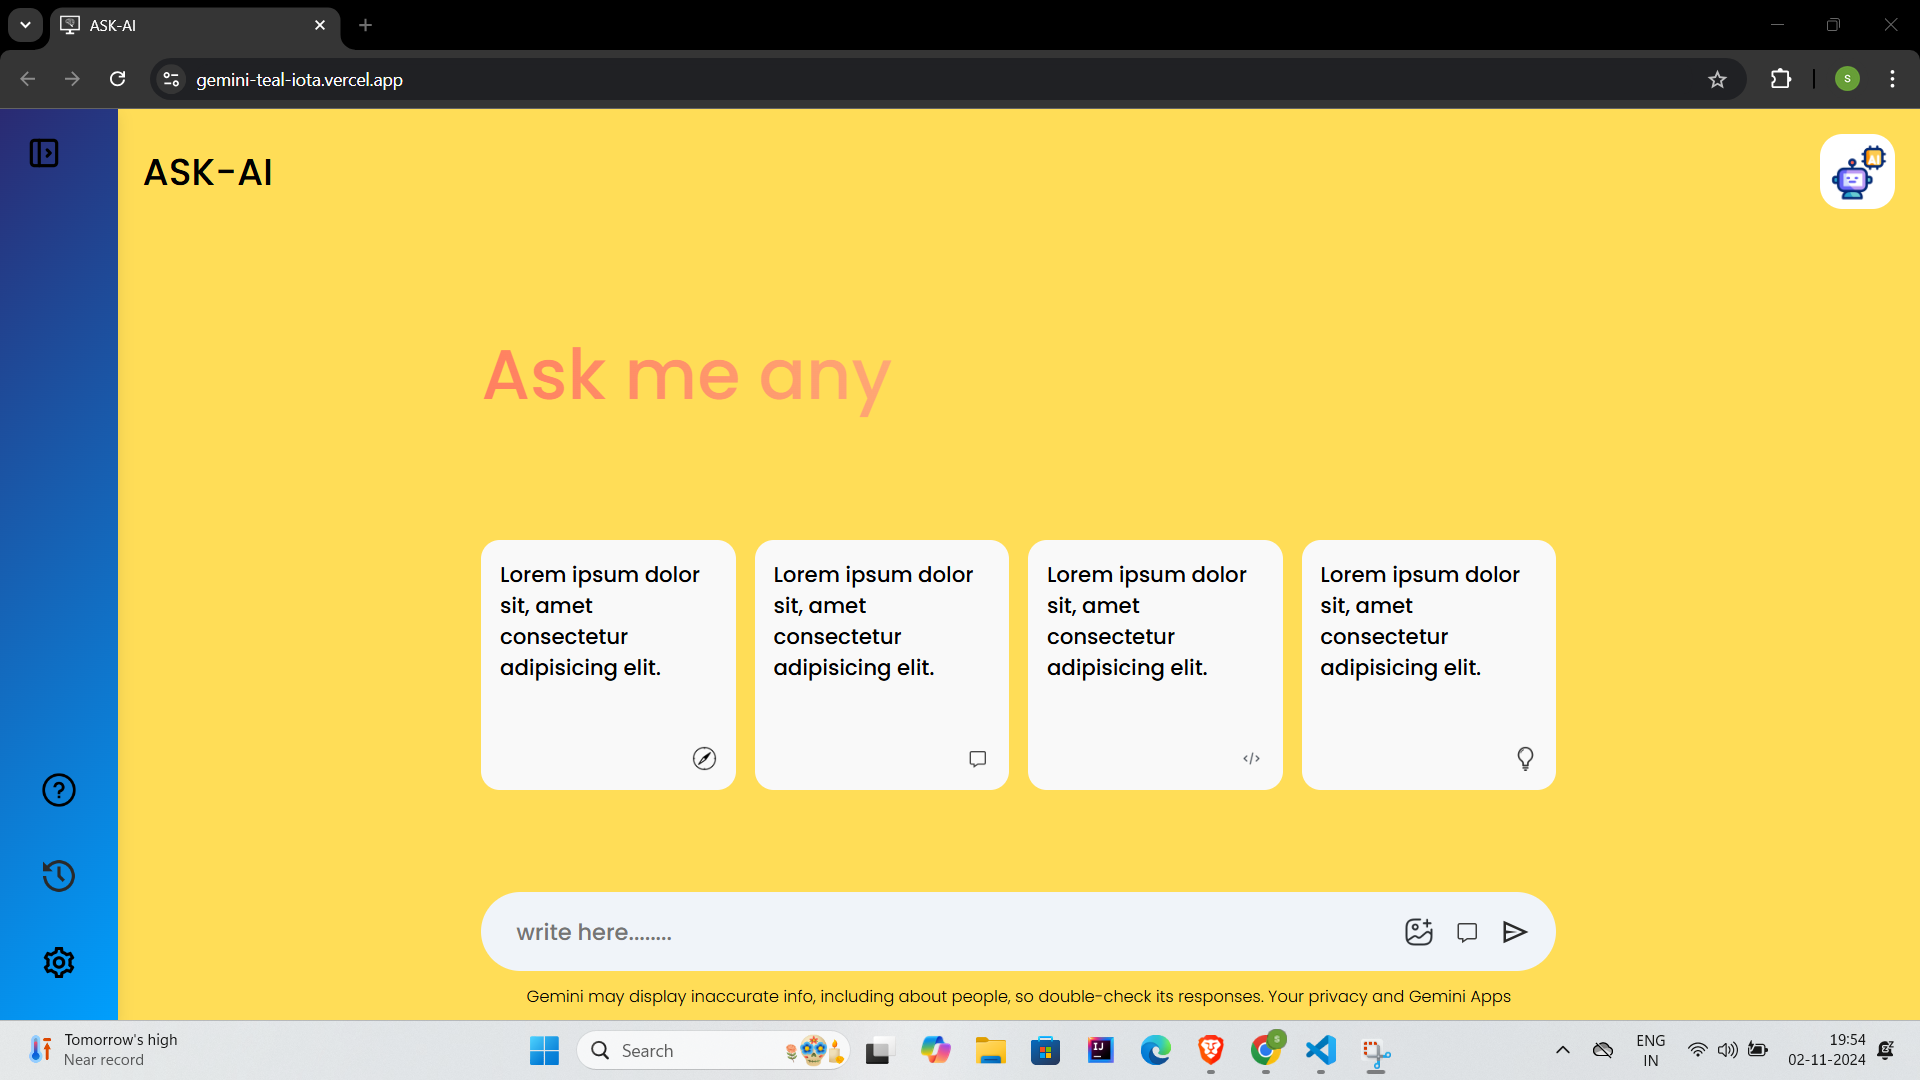 ASK-AI
gemini-teal-iota.vercel.app
S
ASK-AI
AI
Ask me any
Lorem ipsum dolor
sit, amet
consectetur
adipisicing elit.
Lorem ipsum dolor
sit, amet
consectetur
adipisicing elit.
Lorem ipsum dolor
sit, amet
consectetur
adipisicing elit.
Lorem ipsum dolor
sit, amet
consectetur
adipisicing elit.
write here........
Gemini may display inaccurate info, including about people, so double-check its responses. Your privacy and Gemini Apps
Tomorrow's high
Near record
Search
IJ
S
ENG
IN
19:54
02-11-2024